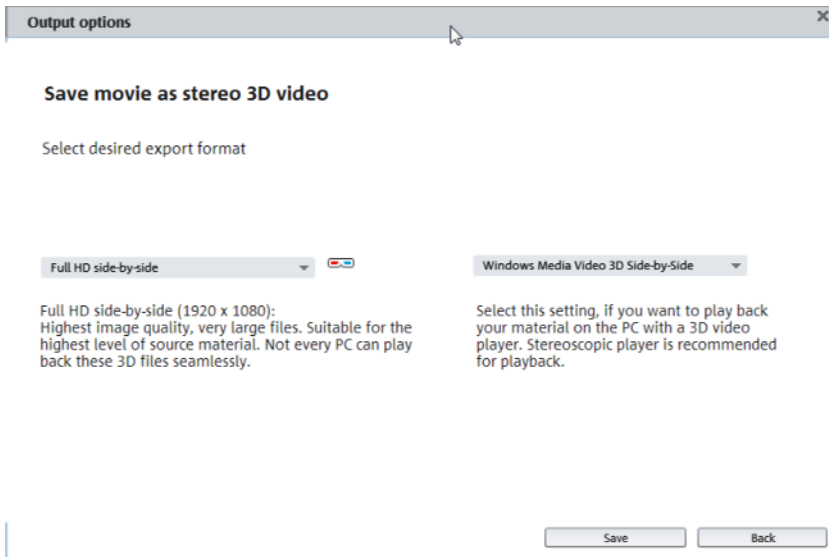 Output options
Save movie as stereo 3D video
Select desired export format
Full HD side-by-side
Windows Media Video 3D Side-by-Side
Full HD side-by-side (1920 x 1080):
Highest image quality, very large files. Suitable for the
highest level of source material. Not every PC can play
back these 3D files seamlessly.
Select this setting, if you want to play back
your material on the PC with a 3D video
player. Stereoscopic player is recommended
for playback.
Save
Back